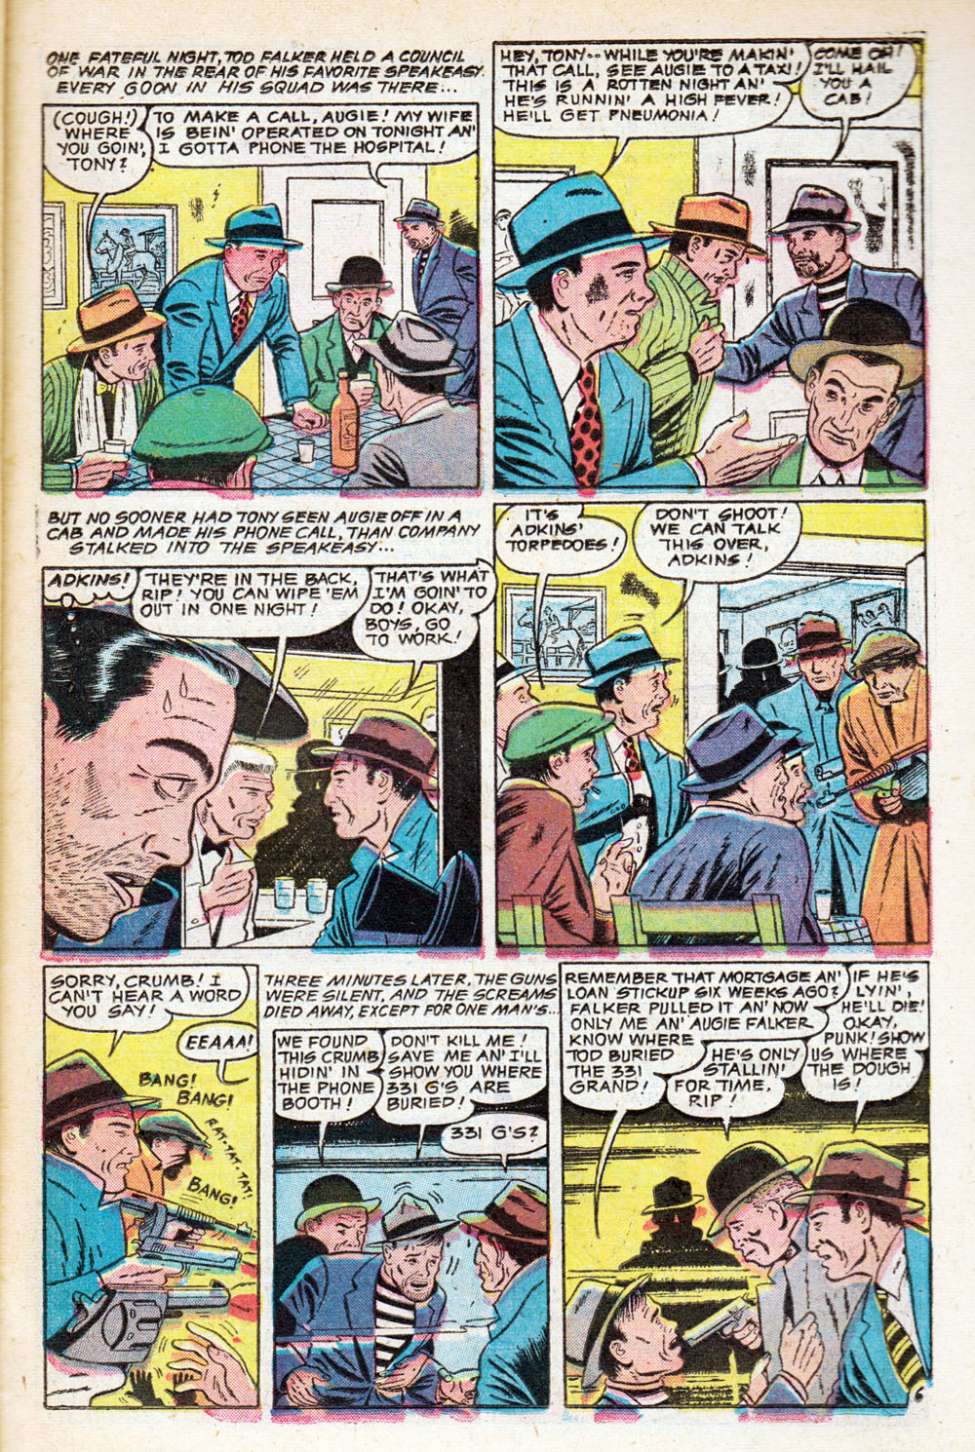 ONE FATEFUL NIGHT, TOD FALKER HELD A COUNCIL
OF WAR IN THE REAR OF HIS FAVORITE SPEAKEASY.
EVERY GOON IN HIS SQUAD WAS THERE...
(COUGH!)
WHERE
YOU GOIN',
TONY?
TO MAKE A CALL, AUGIE! MY WIFE
IS BEIN' OPERATED ON TONIGHT AN'
I GOTTA PHONE THE HOSPITAL!
HEY, TONY-- WHILE YOU'RE MAKIN'
THAT CALL, SEE AUGIE TO A TAXI!
THIS IS A ROTTEN NIGHT AN'
HE'S RUNNIN' A HIGH FEVER!
HE'LL GET PNEUMONIA!
COME ON!
I'LL HAIL
YOU A
CAB!
BUT NO SOONER HAD TONY SEEN AUGIE OFF IN A
CAB AND MADE HIS PHONE CALL, THAN COMPANY
STALKED INTO THE SPEAKEASY...
ADKINS!
THEY'RE IN THE BACK,
RIP! YOU CAN WIPE 'EM
OUT IN ONE NIGHT!
THAT'S WHAT
I'M GOIN' TO
DO! OKAY,
BOYS, GO
TO WORK!
IT'S
ADKINS'
TORPEDOES!
DON'T SHOOT!
WE CAN TALK
THIS OVER,
ADKINS!
SORRY, CRUMB! I
CAN'T HEAR A WORD
YOU SAY!
EEAAA!
BANG!
BANG!
RAT-TAT-TAT!
BANG!
THREE MINUTES LATER, THE GUNS
WERE SILENT, AND THE SCREAMS
DIED AWAY, EXCEPT FOR ONE MAN'S...
WE FOUND
THIS CRUMB
HIDIN' IN
THE PHONE
BOOTH!
DON'T KILL ME!
SAVE ME AN' I'LL
SHOW YOU WHERE
331 G'S ARE
BURIED!
331 G'S?
REMEMBER THAT MORTGAGE AN'
LOAN STICKUP SIX WEEKS AGO?
FALKER PULLED IT AN' NOW
ONLY ME AN' AUGIE FALKER
KNOW WHERE
TOD BURIED
THE 331
GRAND!
HE'S ONLY
STALLIN'
FOR TIME,
RIP!
IF HE'S
LYIN',
HE'LL DIE!
OKAY,
PUNK! SHOW
US WHERE
THE DOUGH
IS!
6